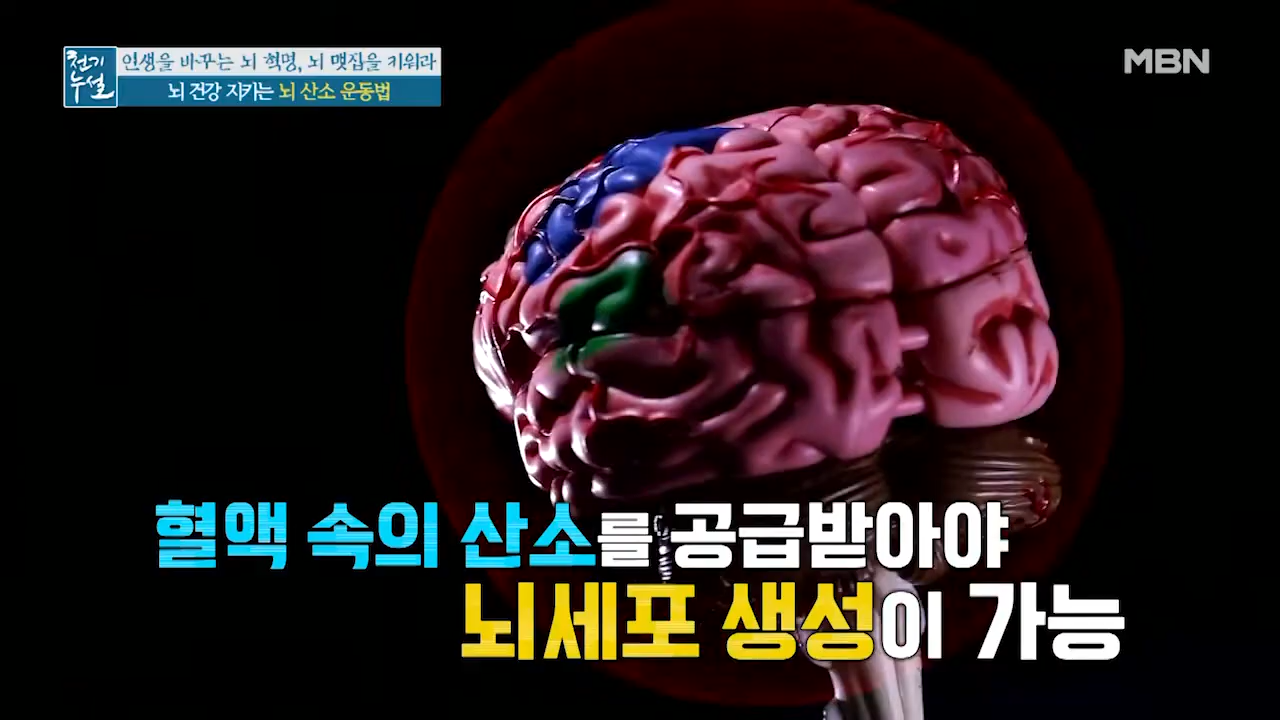 천기누설
인생을 바꾸는 뇌 혁명, 뇌 맷집을 키워라
뇌 건강 지키는 뇌 산소 운동법
MBN
혈액 속의 산소를 공급받아야
뇌세포 생성이 가능